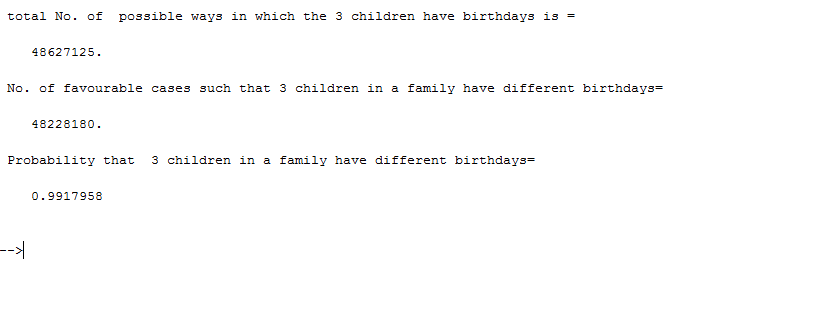 total No. of  possible ways in which the 3 children have birthdays is =
48627125.
No. of favourable cases such that 3 children in a family have different birthdays=
48228180.
Probability that  3 children in a family have different birthdays=
0.9917958
-->